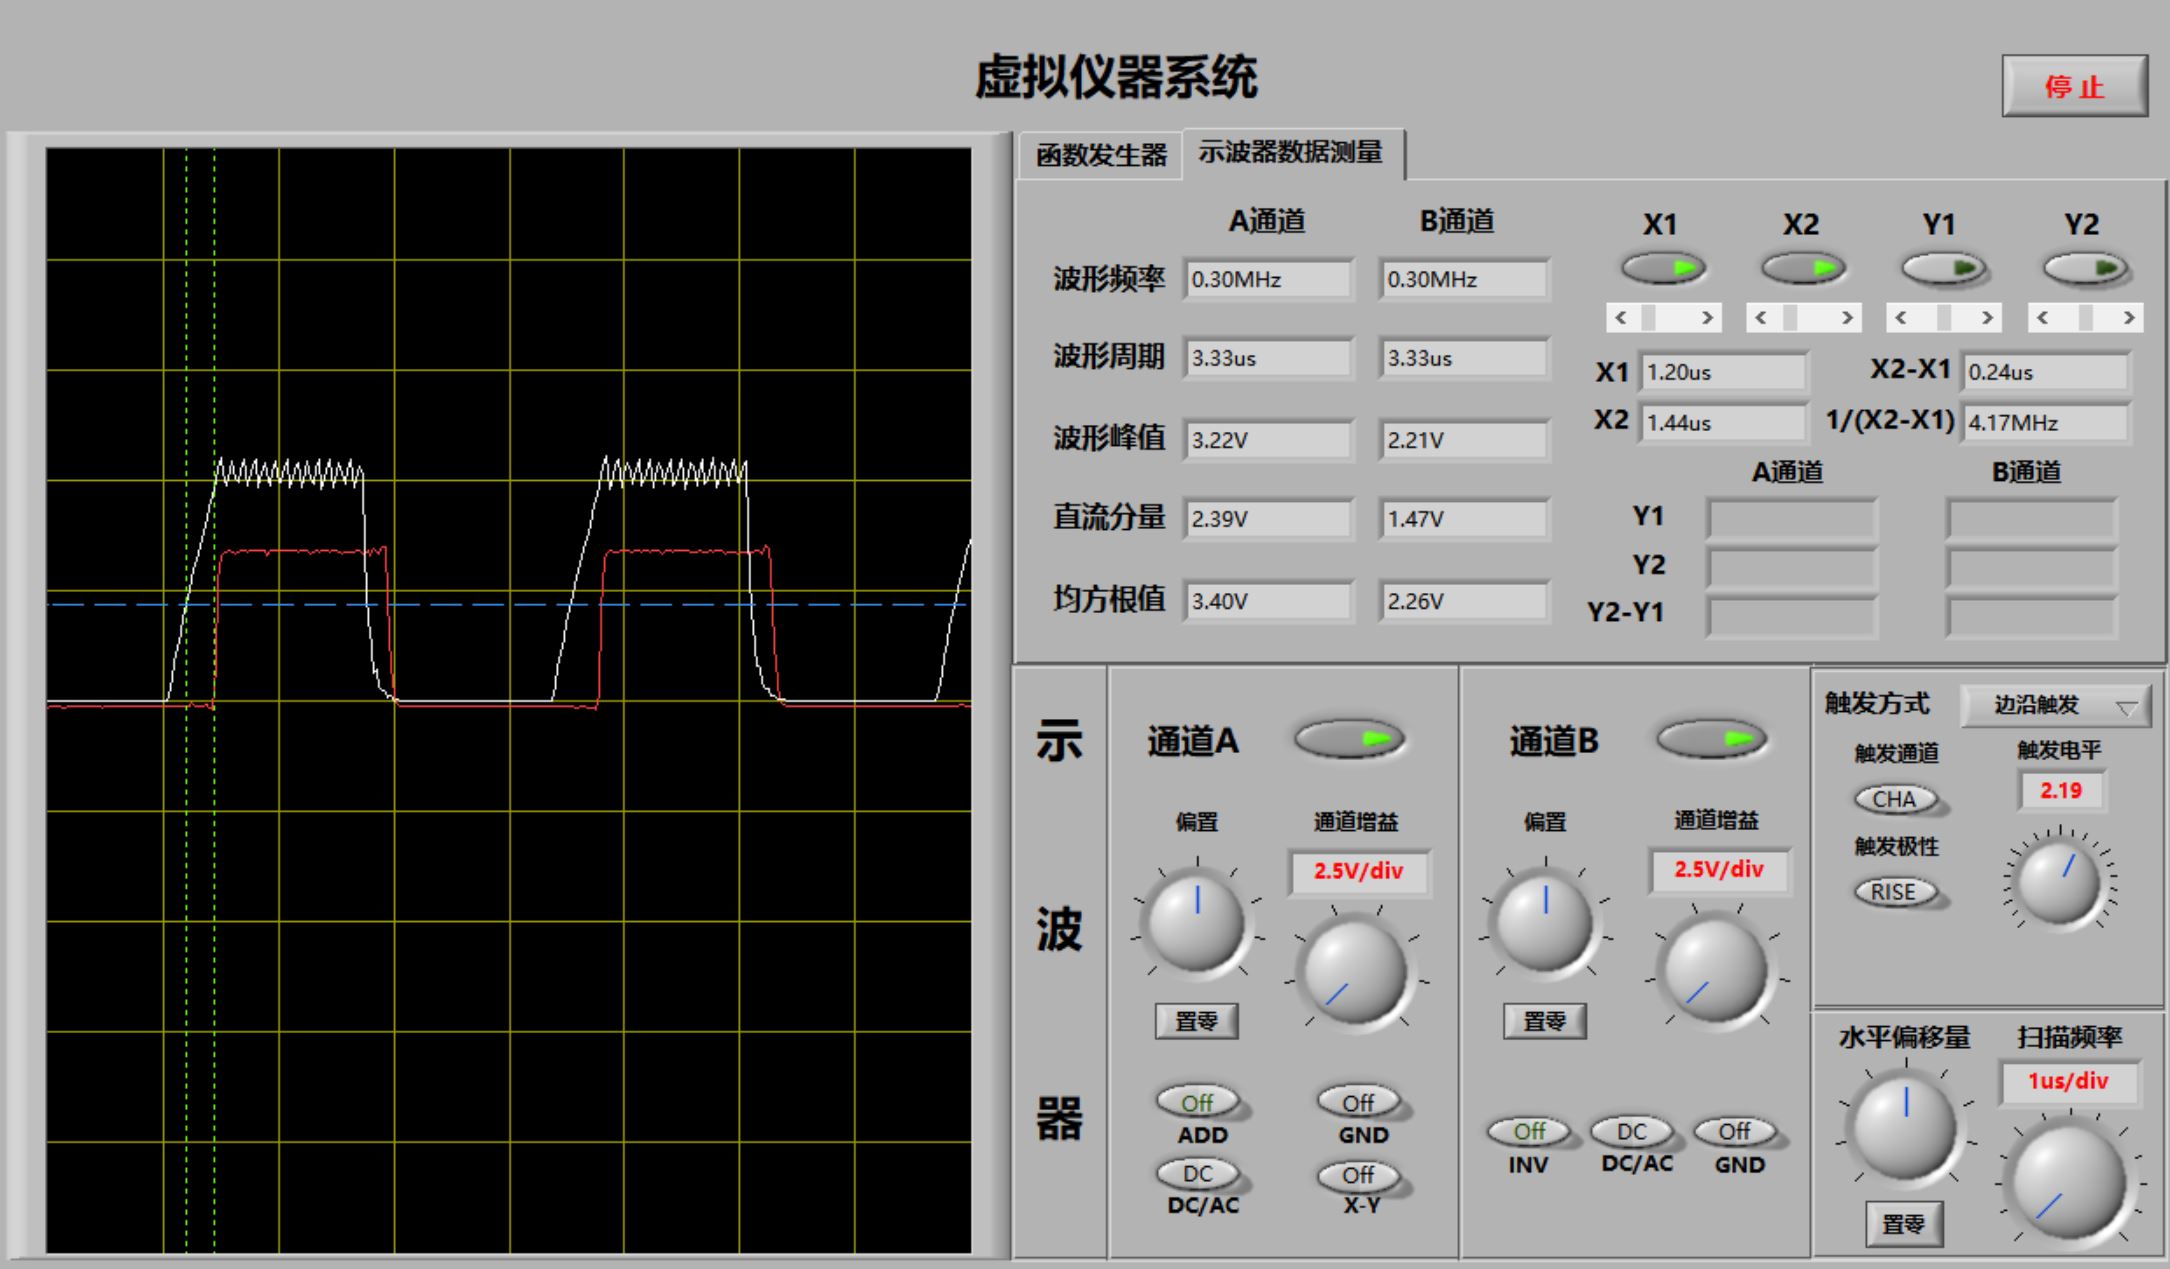 虚拟仪器系统
停止
函数发生器 示波器数据测量
A通道 B通道
波形频率 0.30MHz 0.30MHz
波形周期 3.33us 3.33us
波形峰值 3.22V 2.21V
直流分量 2.39V 1.47V
均方根值 3.40V 2.26V
X1 X2 Y1 Y2
X1 1.20us X2-X1 0.24us
X2 1.44us 1/(X2-X1) 4.17MHz
A通道 B通道
Y1
Y2
Y2-Y1
示
波
器
通道A
偏置 通道增益
2.5V/div
置零
Off Off
ADD GND
DC Off
DC/AC X-Y
通道B
偏置 通道增益
2.5V/div
置零
Off DC Off
INV DC/AC GND
触发方式 边沿触发
触发通道 触发电平
CHA 2.19
触发极性
RISE
水平偏移量 扫描频率
1us/div
置零